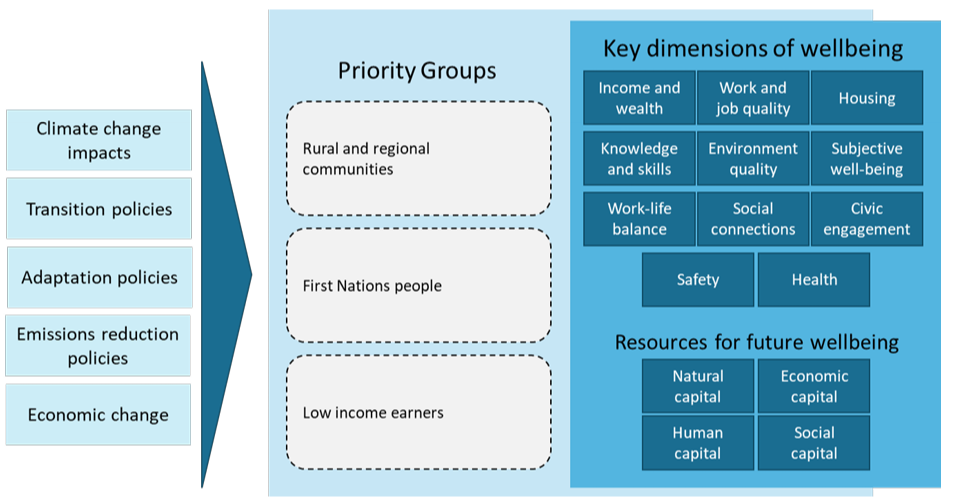 Climate change
impacts
Transition policies
Adaptation policies
Emissions reduction
policies
Economic change
Priority Groups
Rural and regional
communities
First Nations people
Low income earners
Key dimensions of wellbeing
Income and
wealth
Work and
job quality
Housing
Knowledge
and skills
Environment
quality
Subjective
well-being
Work-life
balance
Social
connections
Civic
engagement
Safety
Health
Resources for future wellbeing
Natural
capital
Economic
capital
Human
capital
Social
capital